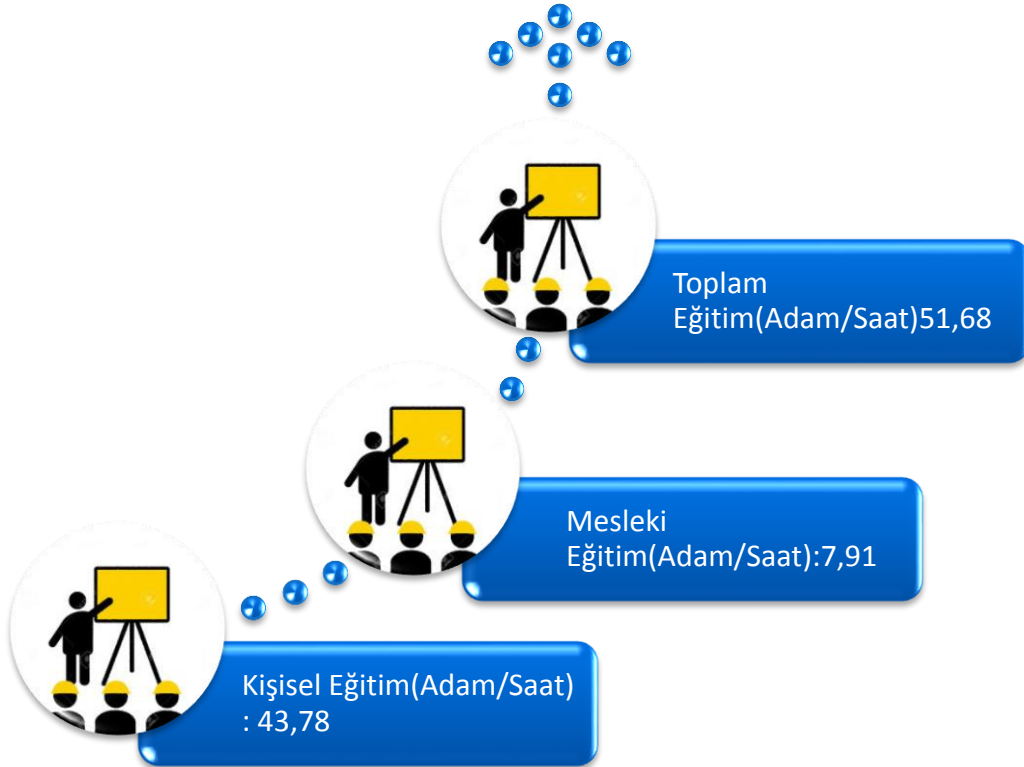 Toplam
Eğitim(Adam/Saat)51,68
Mesleki
Eğitim(Adam/Saat):7,91
Kişisel Eğitim(Adam/Saat)
: 43,78